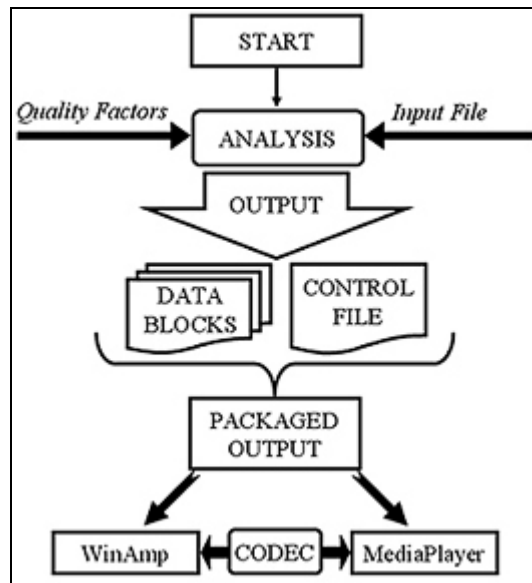 START
Quality Factors
Input File
ANALYSIS
OUTPUT
DATA
BLOCKS
CONTROL
FILE
PACKAGED
OUTPUT
WinAmp
CODEC
MediaPlayer